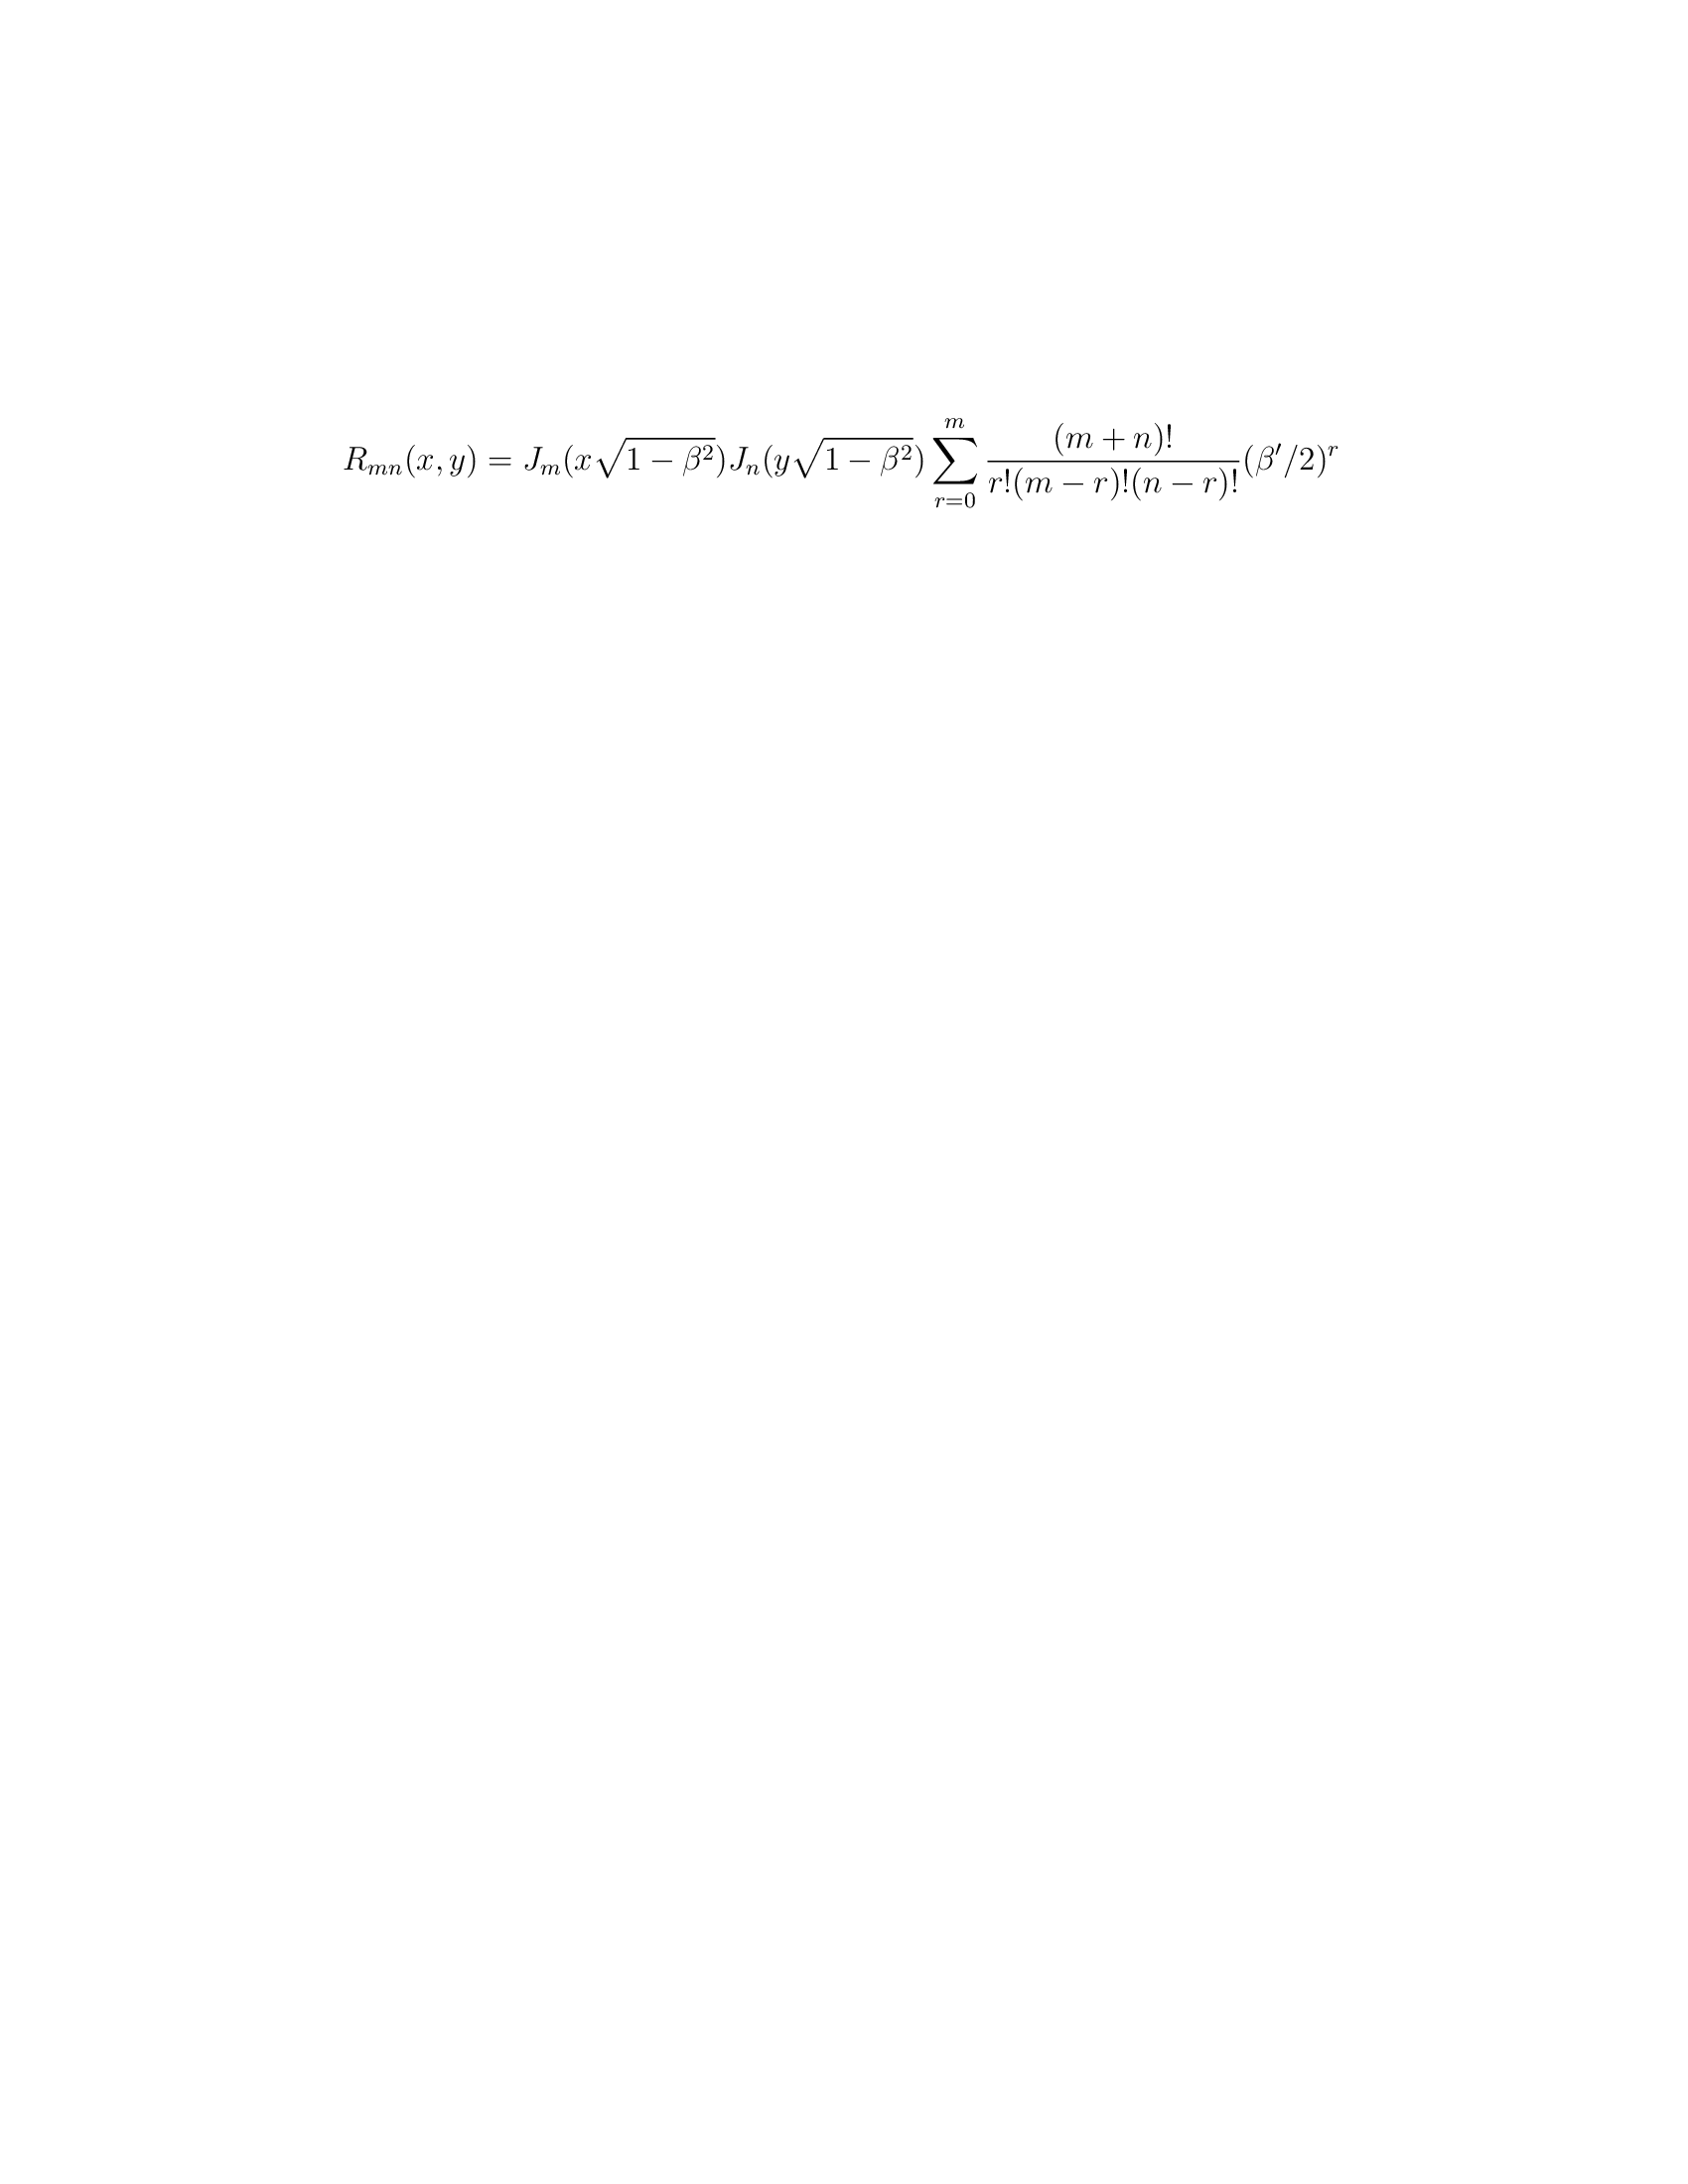 $R_{mn}(x, y) = J_m(x\sqrt{1 - \beta^2})J_n(y\sqrt{1 - \beta^2}) \sum_{r=0}^{m} \frac{(m + n)!}{r!(m - r)!(n - r)!} (\beta'/2)^r$